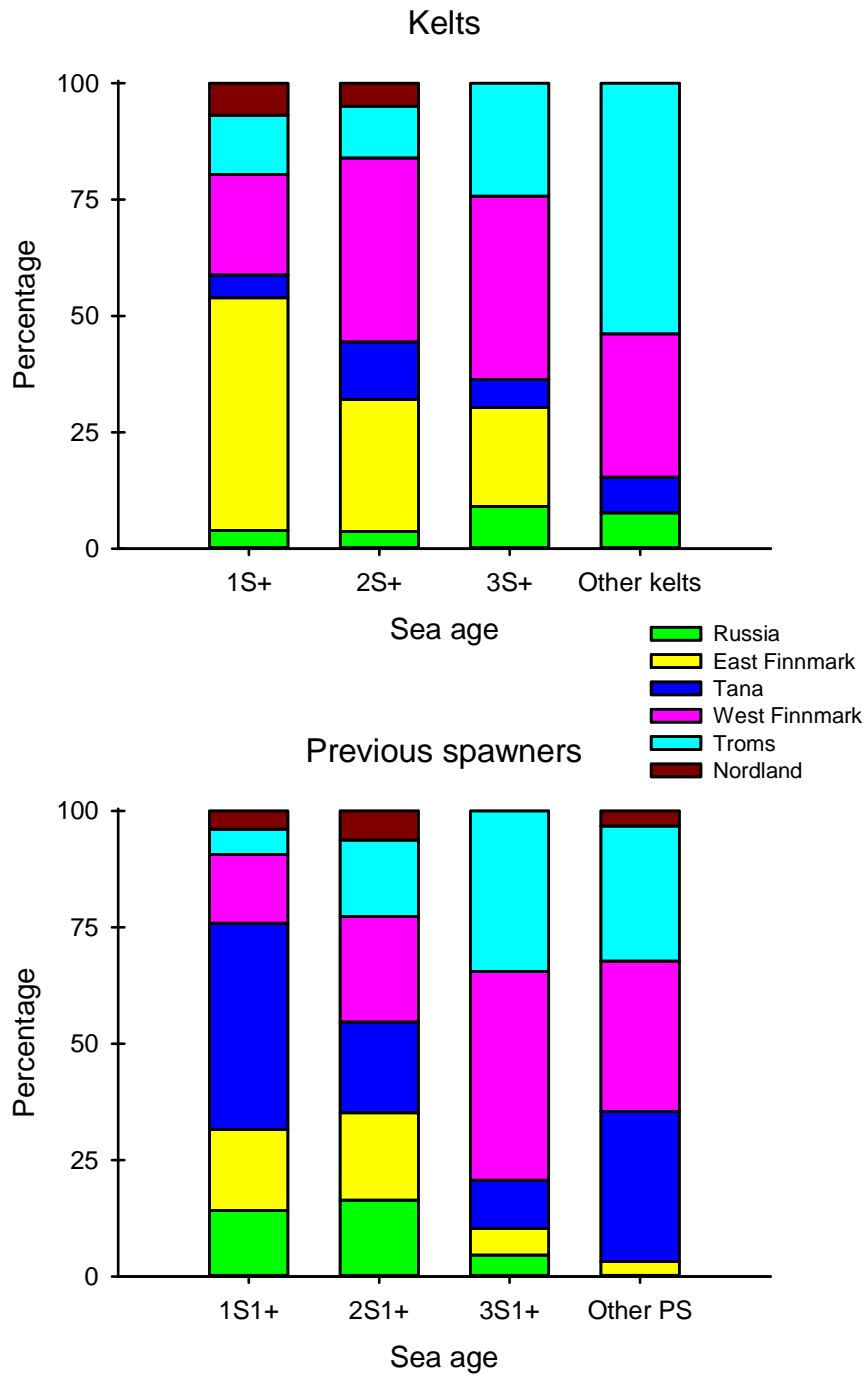 Kelts
100
75
50
25
0
Percentage
1S+ 2S+ 3S+ Other kelts
Sea age
Russia
East Finnmark
Tana
West Finnmark
Troms
Nordland
Previous spawners
100
75
50
25
0
Percentage
1S1+ 2S1+ 3S1+ Other PS
Sea age